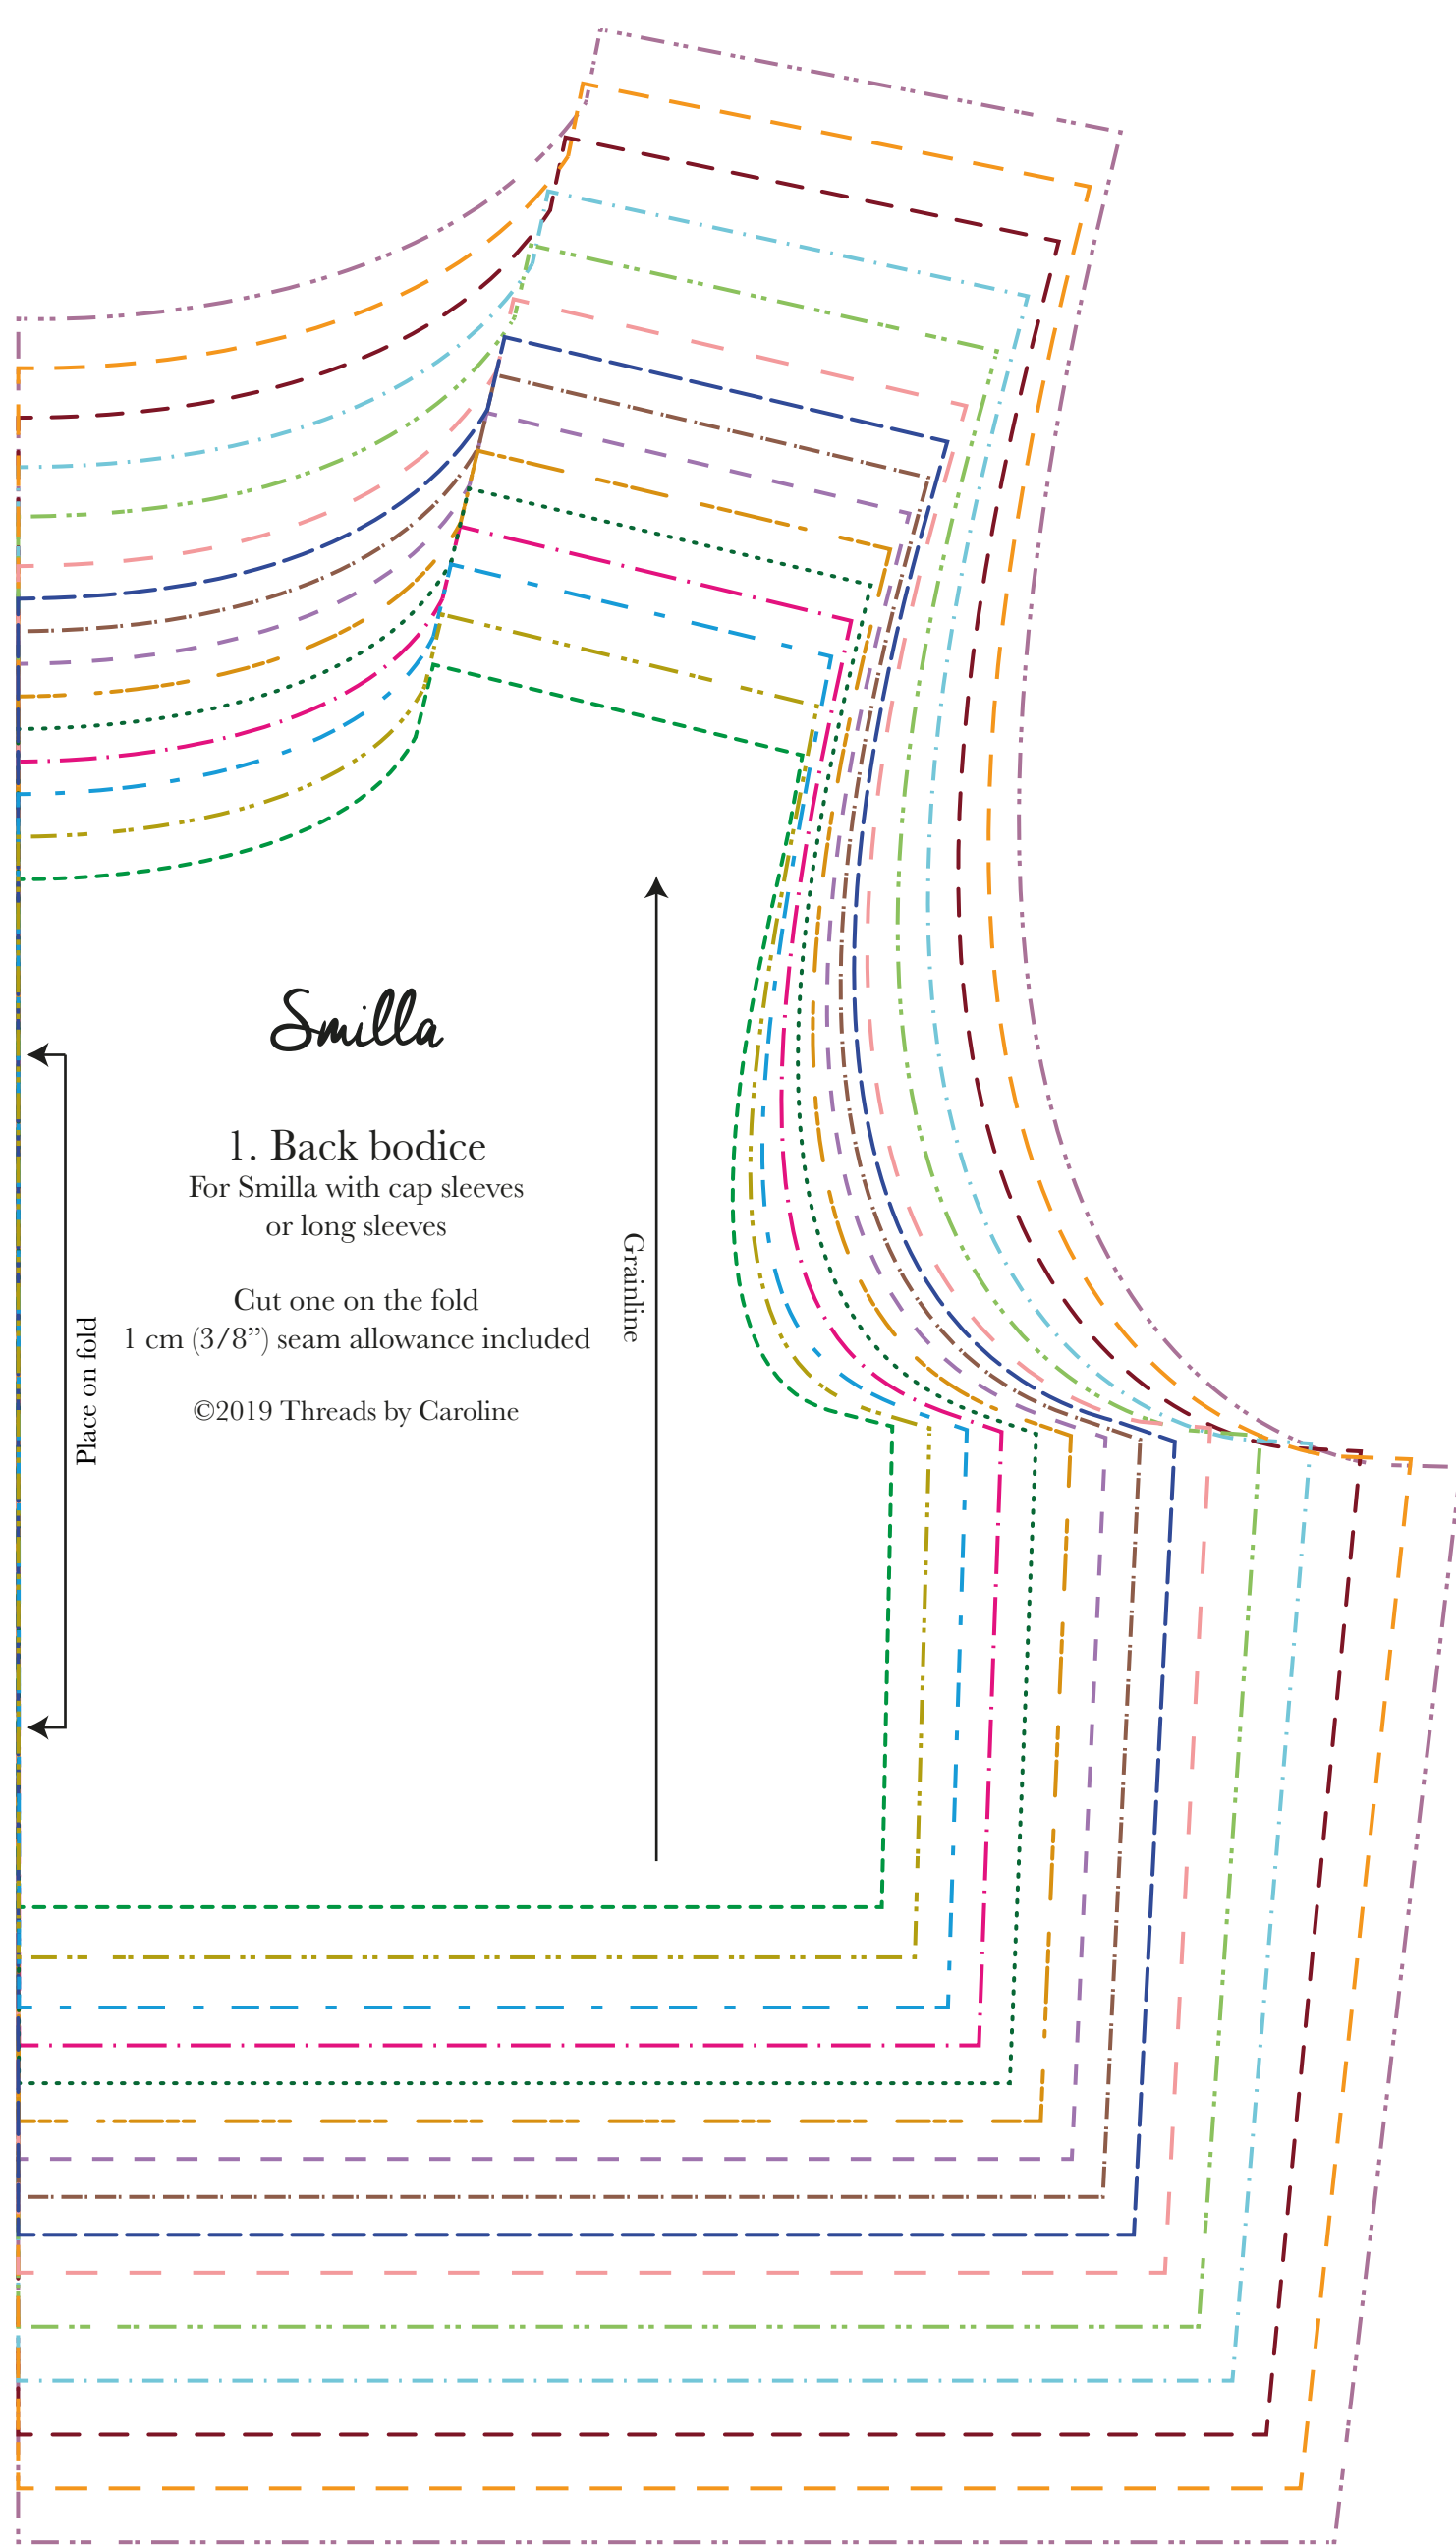 Smilla
1. Back bodice
For Smilla with cap sleeves
or long sleeves
Cut one on the fold
1 cm (3/8”) seam allowance included
©2019 Threads by Caroline
Place on fold
Grainline